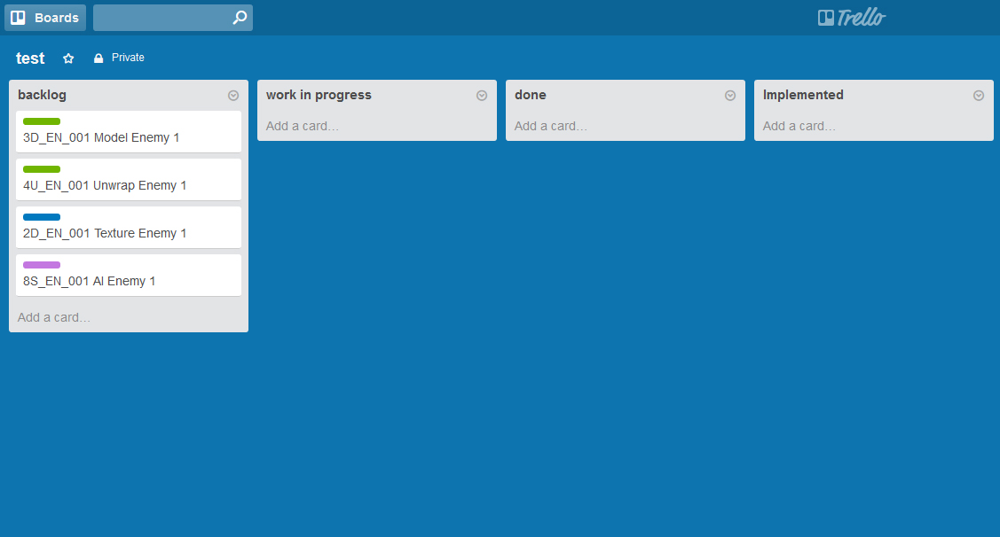 Boards
Trello
test Private
backlog
3D_EN_001 Model Enemy 1
4U_EN_001 Unwrap Enemy 1
2D_EN_001 Texture Enemy 1
8S_EN_001 AI Enemy 1
Add a card...
work in progress
Add a card...
done
Add a card...
Implemented
Add a card...